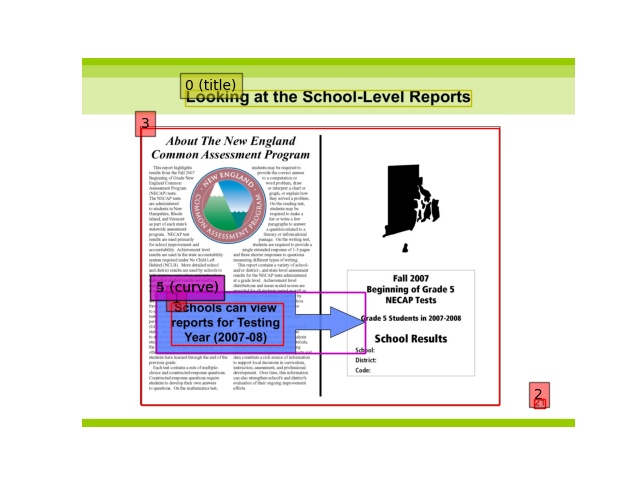 0 (title)
Looking at the School-Level Reports
3
About The New England
Common Assessment Program
This report highlights
results from the Fall 2007
Beginning of Grade New
England Common
Assessment Program
(NECAP) tests.
The NECAP tests
are administered
to students in New
Hampshire, Rhode
Island, and Vermont
as part of each state's
statewide assessment
program. NECAP test
results are used primarily
for school improvement and
accountability. Achievement level
results are used in the state accountability
system required under No Child Left
Behind (NCLB). More detailed school
and district results are used by schools to
students have learned through the end of the
previous grade.
Each test contains a mix of multiple-
choice and constructed-response questions.
Constructed-response questions require
students to develop their own answers
to questions. On the mathematics test,
students may be required to
provide the correct answer
to a computation or
word problem, draw
or interpret a chart
or graph, or explain how
they solved a problem.
On the reading test,
students may be
required to make a
list or write a few
paragraphs to answer
a question related to a
literary or informational
passage. On the writing test,
students are required to provide a
single extended response of 1-3 pages
and three shorter responses to questions
measuring different types of writing.
This report contains a variety of school-
and/or district-, and state-level assessment
results for the NECAP tests administered
at a grade level. Achievement level
distributions and mean scaled scores are
constitute a rich source of information
to support local decisions in curriculum,
instruction, assessment, and professional
development. Over time, this information
can also strengthen school's and district's
evaluation of their ongoing improvement
efforts.
NEW ENGLAND
COMMON ASSESSMENT PROGRAM
5 (curve)
Schools can view
reports for Testing
Year (2007-08)
Fall 2007
Beginning of Grade 5
NECAP Tests
Grade 5 Students in 2007-2008
School Results
School:
District:
Code:
2